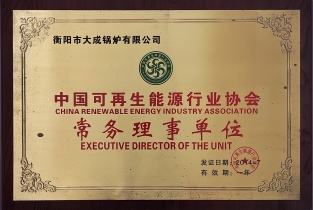 衡阳市大成锅炉有限公司
中国可再生能源行业协会
CHINA RENEWABLE ENERGY INDUSTRY ASSOCIATION
常务理事单位
EXECUTIVE DIRECTOR OF THE UNIT
发证日期:2014-7
有效期:一年